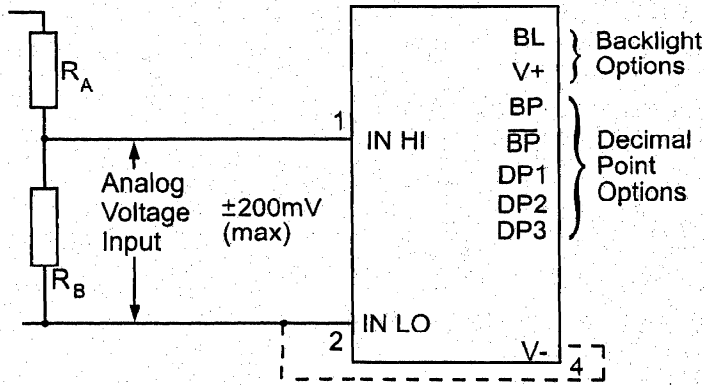 R_A
R_B
Analog
Voltage
Input
±200mV
(max)
1
IN HI
2
IN LO
BL
V+
BP
B̅P̅
DP1
DP2
DP3
V-
4
Backlight
Options
Decimal
Point
Options